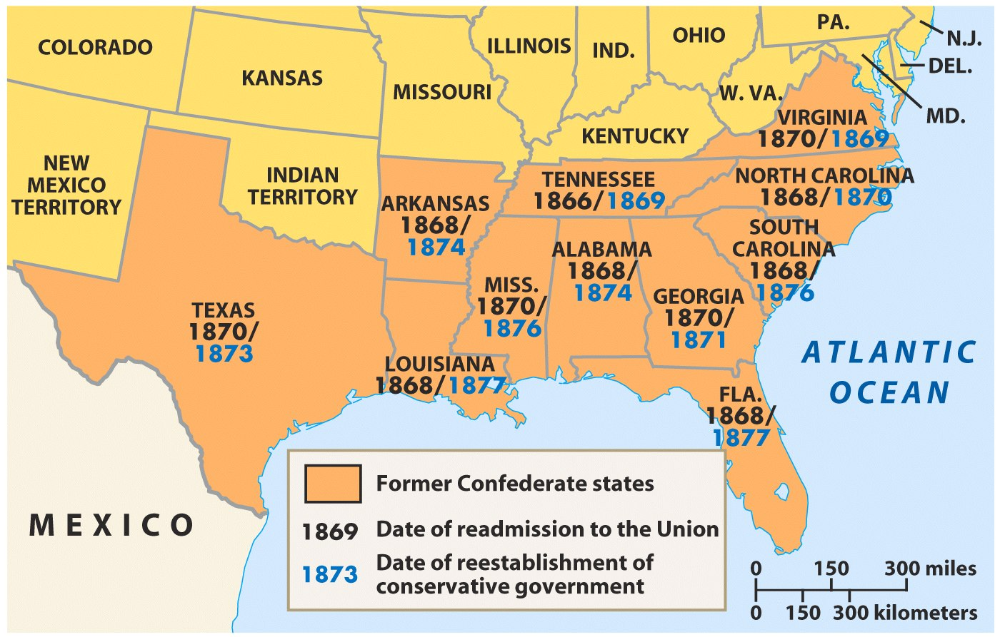 COLORADO
KANSAS
MISSOURI
ILLINOIS
IND.
OHIO
PA.
N.J.
DEL.
MD.
W. VA.
VIRGINIA
1870/1869
KENTUCKY
NEW
MEXICO
TERRITORY
INDIAN
TERRITORY
ARKANSAS
1868/
1874
TENNESSEE
1866/1869
NORTH CAROLINA
1868/1870
SOUTH
CAROLINA
1868/
1876
TEXAS
1870/
1873
LOUISIANA
1868/1877
MISS.
1870/
1876
ALABAMA
1868/
1874
GEORGIA
1870/
1871
FLA.
1868/
1877
ATLANTIC
OCEAN
MEXICO
Former Confederate states
1869 Date of readmission to the Union
1873 Date of reestablishment of
conservative government
0 150 300 miles
0 150 300 kilometers